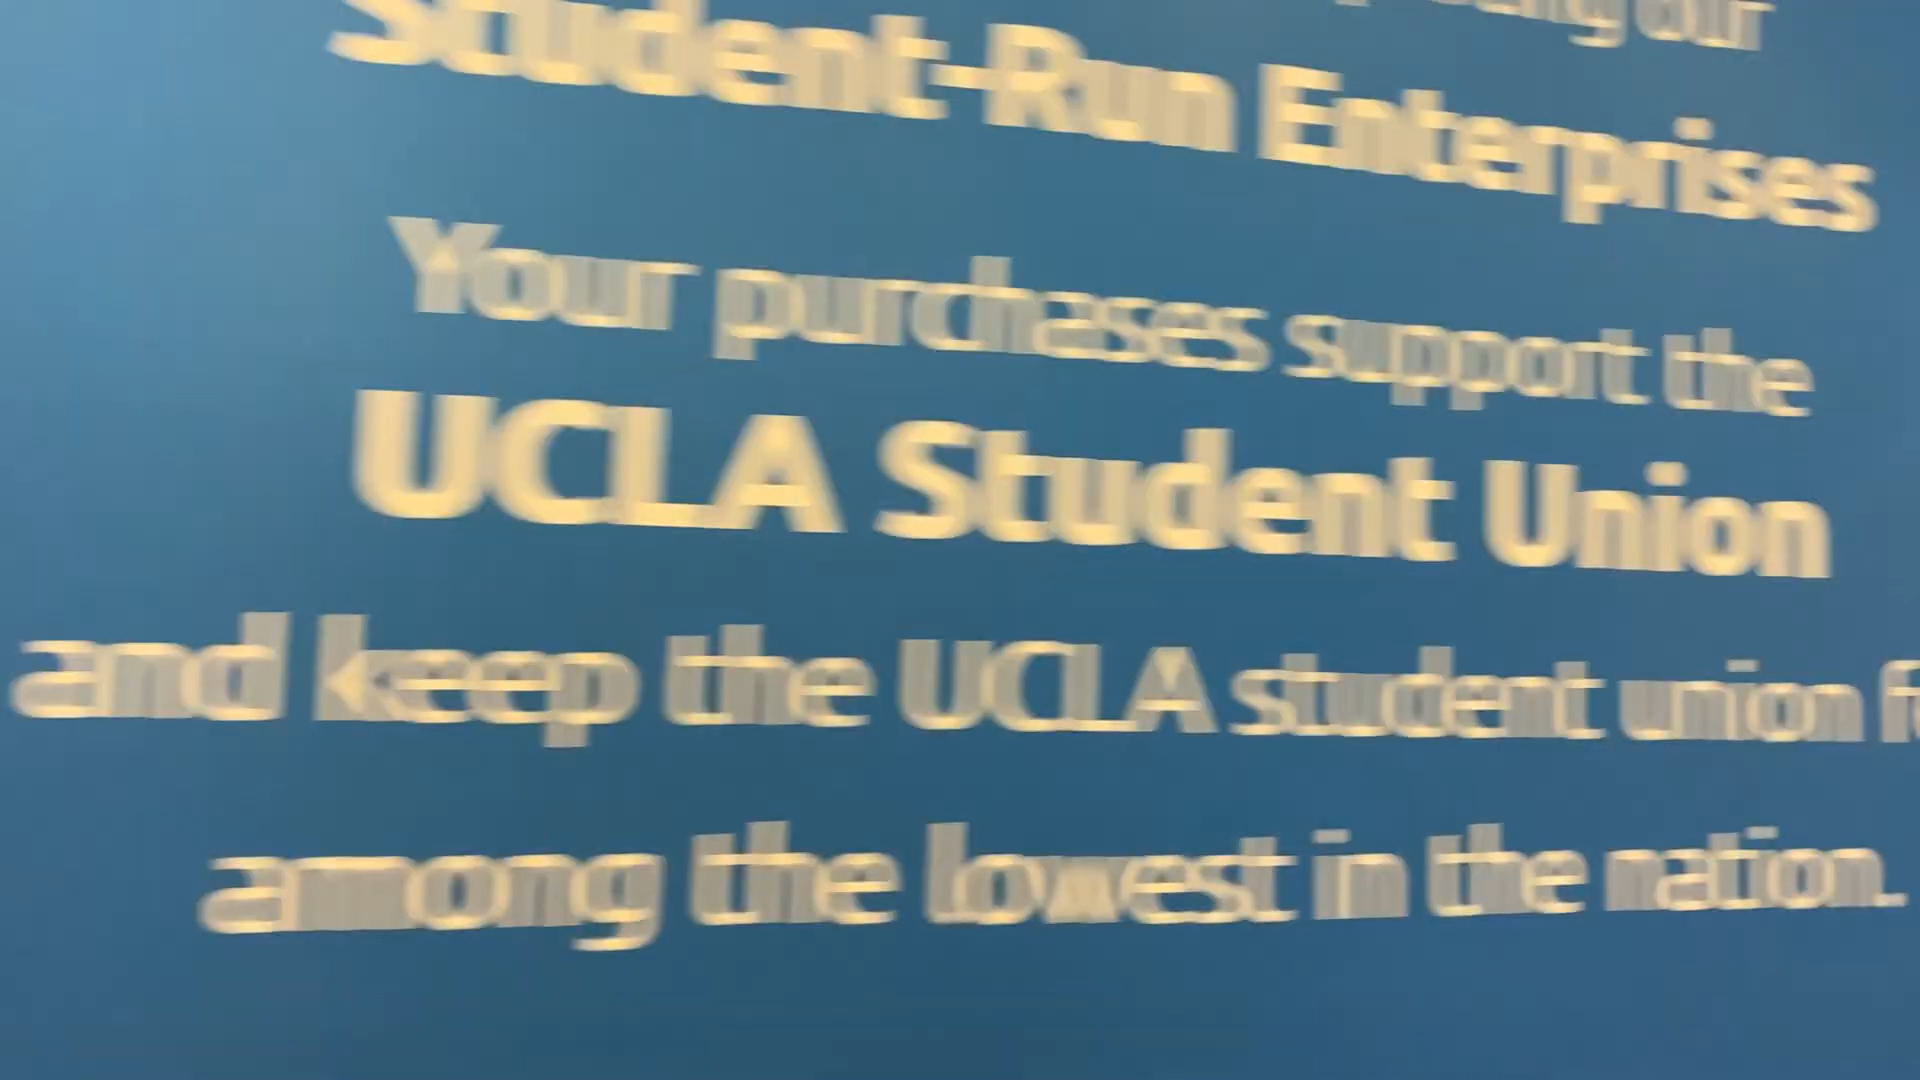 our
Student-Run Enterprises
Your purchases support the
UCLA Student Union
and keep the UCLA student union
among the lowest in the nation.